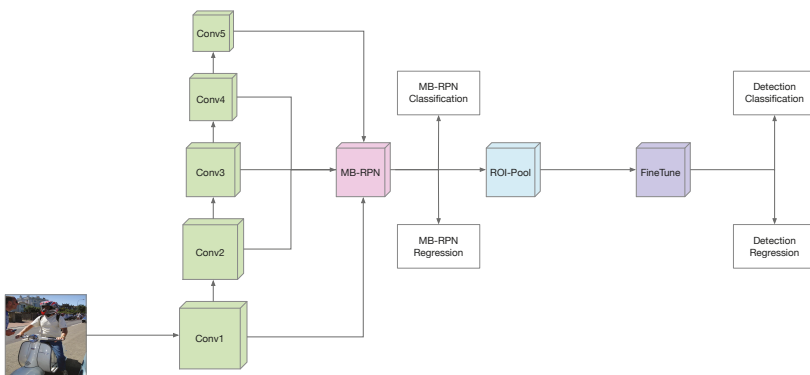 Conv5
Conv4
Conv3
Conv2
Conv1
MB-RPN
MB-RPN
Classification
MB-RPN
Regression
ROI-Pool
FineTune
Detection
Classification
Detection
Regression